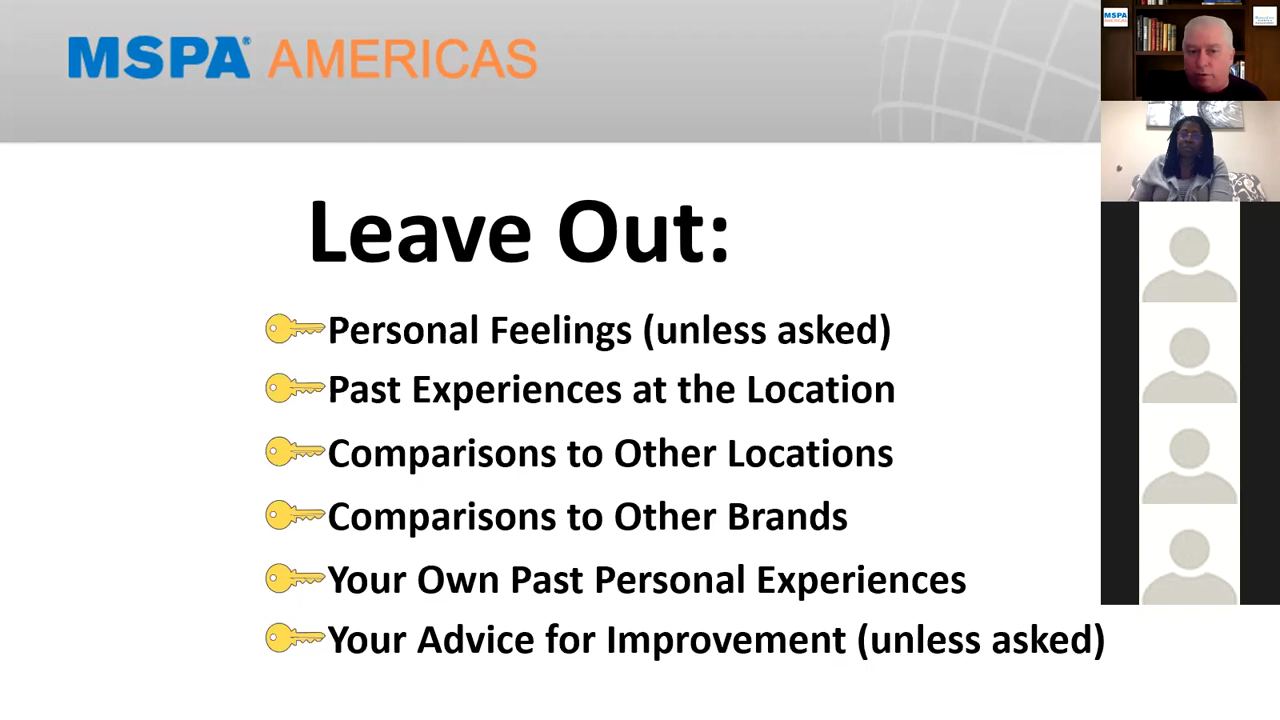 MSPA® AMERICAS
Leave Out:
Personal Feelings (unless asked)
Past Experiences at the Location
Comparisons to Other Locations
Comparisons to Other Brands
Your Own Past Personal Experiences
Your Advice for Improvement (unless asked)
MSPA